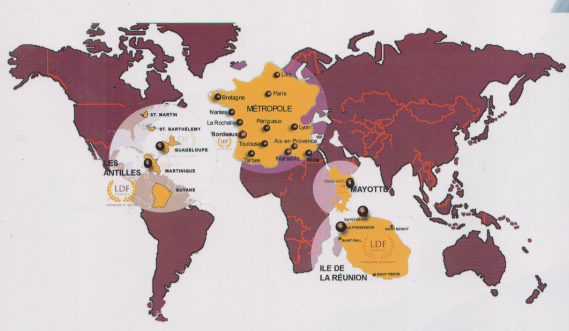 Lille
Bretagne
Paris
MÉTROPOLE
Nantes
La Rochelle
Périgueux
Lyon
Bordeaux
LDF
Toulouse
Aix en Provence
Tarbes
Marseille
Nice
ST. MARTIN
ST. BARTHÉLEMY
GUADELOUPE
LES
ANTILLES
MARTINIQUE
LDF
GUYANE
MAYOTTE
SAINT DENIS
LA POSSESSION
SAINT BENOIT
SAINT PAUL
LDF
SAINT PIERRE
ILE DE
LA RÉUNION